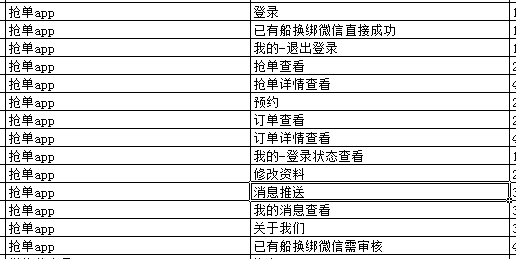 抢单app 登录 1
抢单app 已有船换绑微信直接成功 1
抢单app 我的-退出登录 1
抢单app 抢单查看 2
抢单app 抢单详情查看 4
抢单app 预约 2
抢单app 订单查看 2
抢单app 订单详情查看 4
抢单app 我的-登录状态查看 1
抢单app 修改资料 2
抢单app 消息推送 3
抢单app 我的消息查看 3
抢单app 关于我们 3
抢单app 已有船换绑微信需审核 4